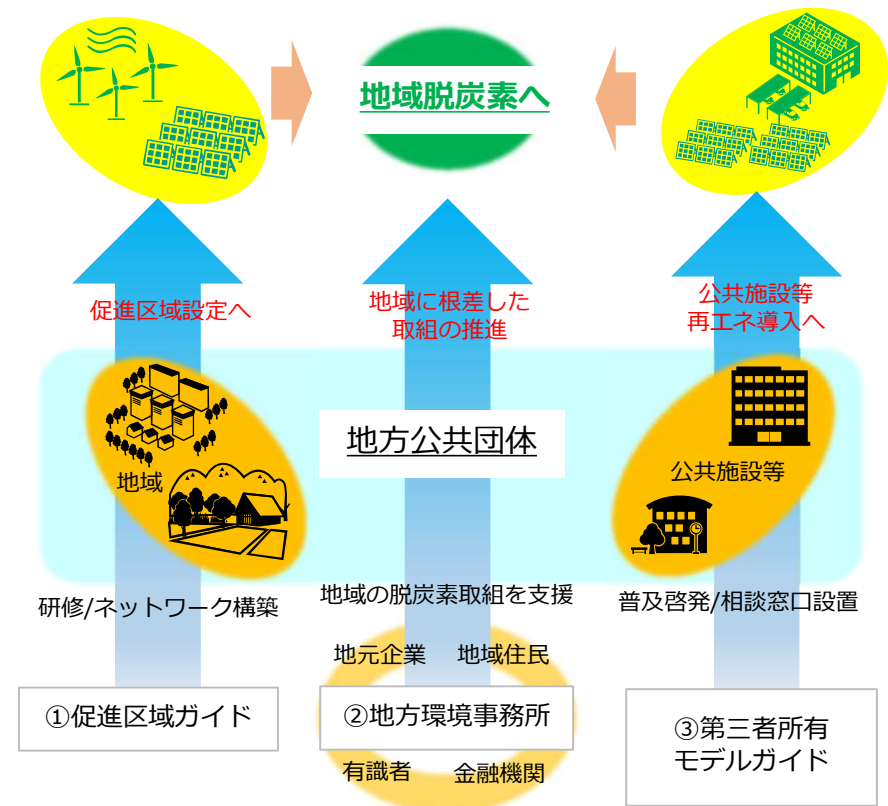 地域脱炭素へ
促進区域設定へ
地域に根差した
取組の推進
公共施設等
再エネ導入へ
地方公共団体
地域
公共施設等
研修/ネットワーク構築
地域の脱炭素取組を支援
普及啓発/相談窓口設置
地元企業
地域住民
①促進区域ガイド
②地方環境事務所
③第三者所有
モデルガイド
有識者
金融機関